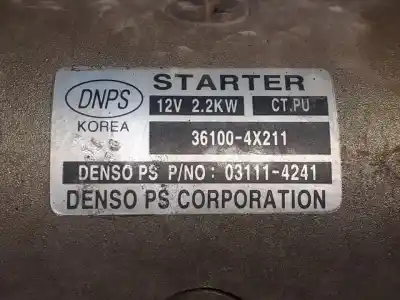 DNPS
KOREA
STARTER
12V 2.2KW CT.PU
36100-4X211
DENSO PS P/NO: 03111-4241
DENSO PS CORPORATION